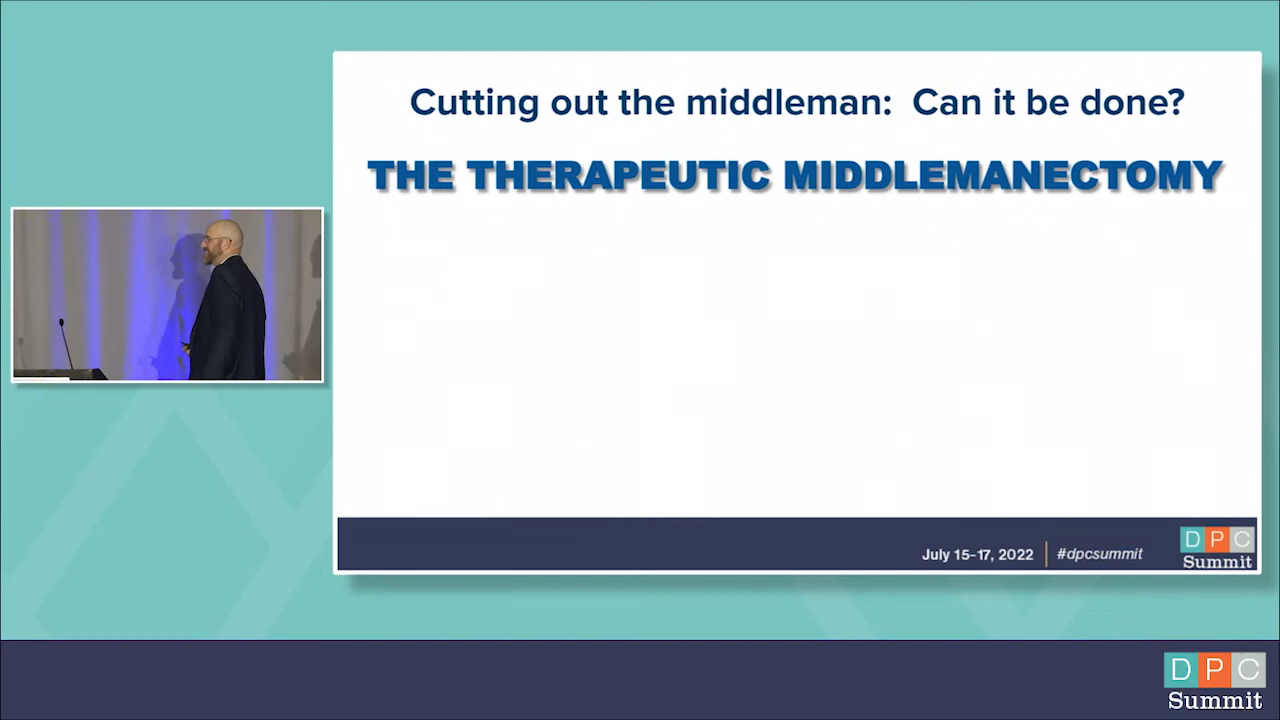 Cutting out the middleman: Can it be done?
THE THERAPEUTIC MIDDLEMANECTOMY
July 15-17, 2022 | #dpcsummit
DPC
Summit
DPC
Summit